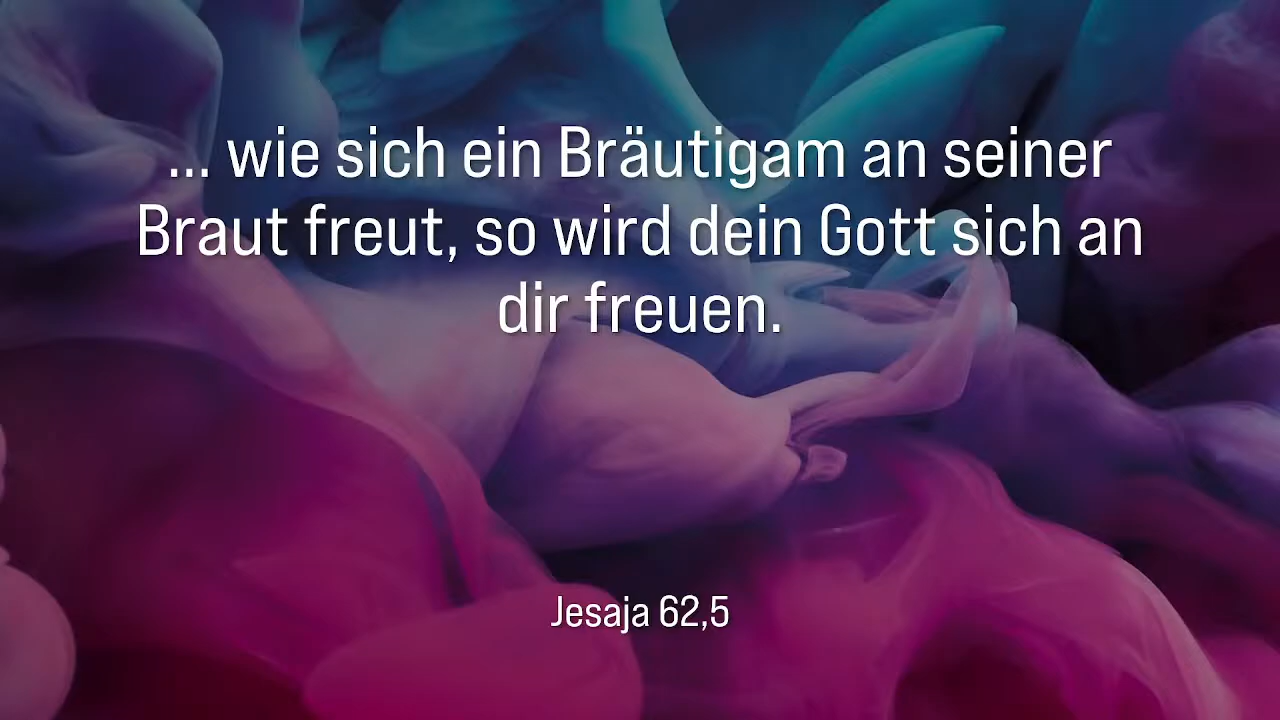 ... wie sich ein Bräutigam an seiner
Braut freut, so wird dein Gott sich an
dir freuen.
Jesaja 62,5